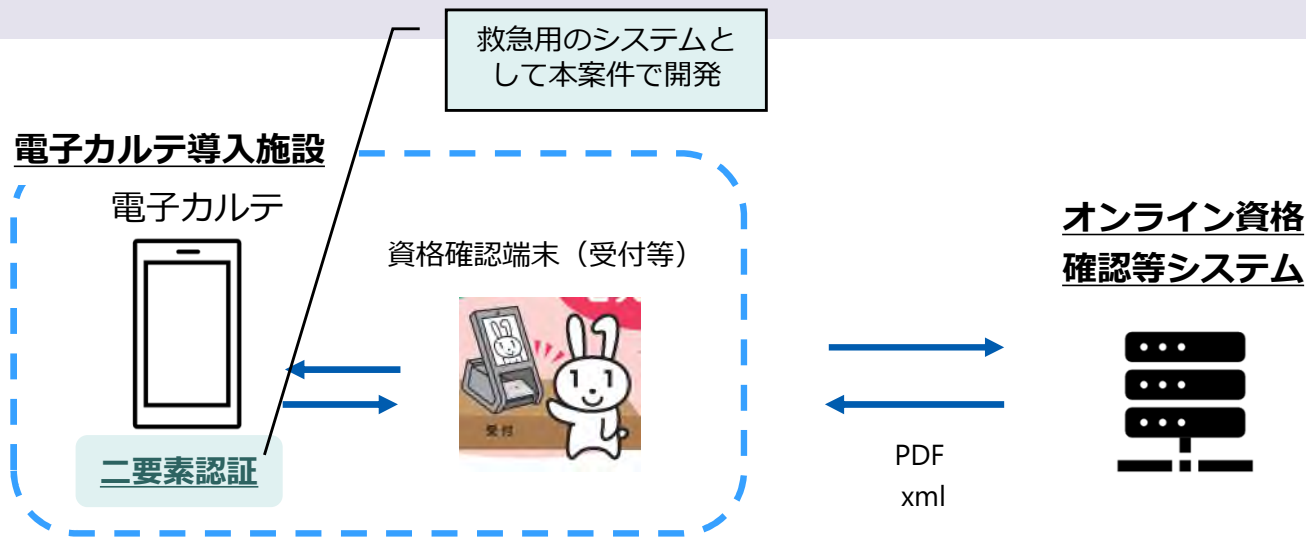 救急用のシステムと
して本案件で開発
電子カルテ導入施設
電子カルテ
資格確認端末（受付等）
受付
二要素認証
オンライン資格
確認等システム
PDF
xml